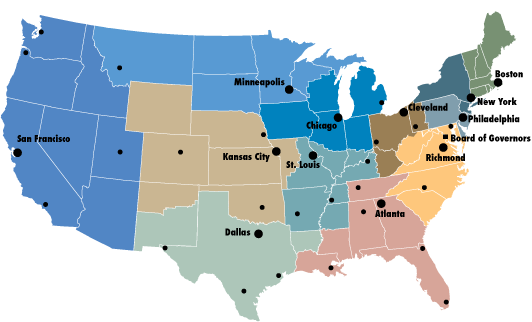 Boston
Minneapolis
New York
Cleveland
Philadelphia
Chicago
Board of Governors
San Francisco
Kansas City
Richmond
St. Louis
Atlanta
Dallas